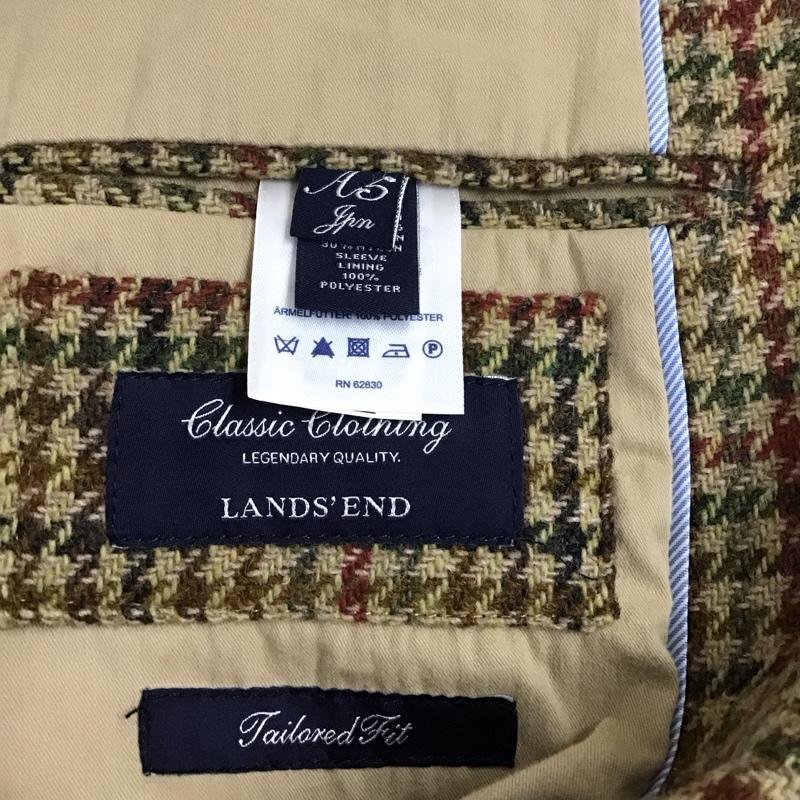 A5
Jpn
SLEEVE
LINING
100%
POLYESTER
ÄRMELFUTTER: 100% POLYESTER
P
RN 62830
Classic Clothing
LEGENDARY QUALITY.
LANDS' END
Tailored Fit